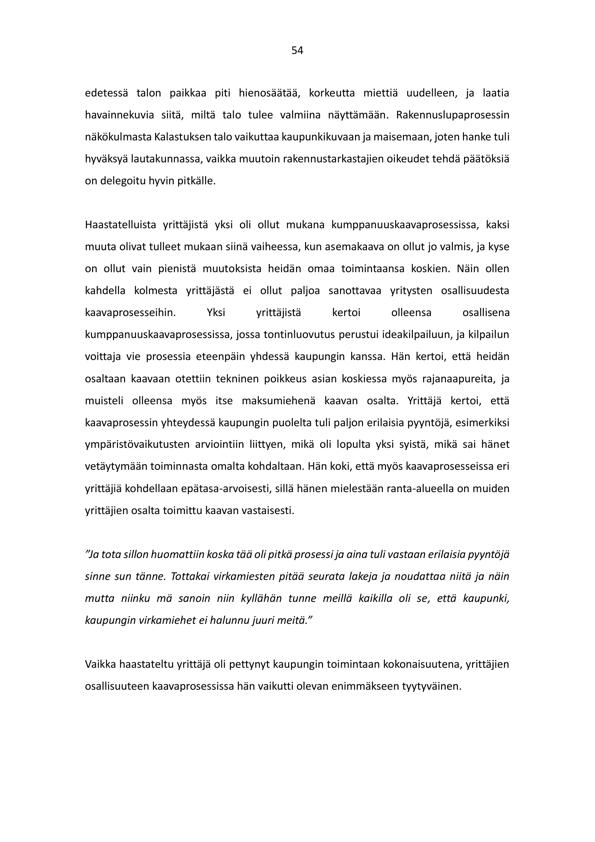 54
edetessä talon paikkaa piti hienosäätää, korkeutta miettiä uudelleen, ja laatia
havainnekuvia siitä, miltä talo tulee valmiina näyttämään. Rakennuslupaprosessin
näkökulmasta Kalastuksen talo vaikuttaa kaupunkikuvaan ja maisemaan, joten hanke tuli
hyväksyä lautakunnassa, vaikka muutoin rakennustarkastajien oikeudet tehdä päätöksiä
on delegoitu hyvin pitkälle.
Haastatelluista yrittäjistä yksi oli ollut mukana kumppanuuskaavaprosessissa, kaksi
muuta olivat tulleet mukaan siinä vaiheessa, kun asemakaava on ollut jo valmis, ja kyse
on ollut vain pienistä muutoksista heidän omaa toimintaansa koskien. Näin ollen
kahdella kolmesta yrittäjästä ei ollut paljoa sanottavaa yritysten osallisuudesta
kaavaprosesseihin. Yksi yrittäjistä kertoi olleensa osallisena
kumppanuuskaavaprosessissa, jossa tontinluovutus perustui ideakilpailuun, ja kilpailun
voittaja vie prosessia eteenpäin yhdessä kaupungin kanssa. Hän kertoi, että heidän
osaltaan kaavaan otettiin tekninen poikkeus asian koskiessa myös rajanaapureita, ja
muisteli olleensa myös itse maksumiehenä kaavan osalta. Yrittäjä kertoi, että
kaavaprosessin yhteydessä kaupungin puolelta tuli paljon erilaisia pyyntöjä, esimerkiksi
ympäristövaikutusten arviointiin liittyen, mikä oli lopulta yksi syistä, mikä sai hänet
vetäytymään toiminnasta omalta kohdaltaan. Hän koki, että myös kaavaprosesseissa eri
yrittäjiä kohdellaan epätasa-arvoisesti, sillä hänen mielestään ranta-alueella on muiden
yrittäjien osalta toimittu kaavan vastaisesti.
”Ja tota sillon huomattiin koska tää oli pitkä prosessi ja aina tuli vastaan erilaisia pyyntöjä
sinne sun tänne. Tottakai virkamiesten pitää seurata lakeja ja noudattaa niitä ja näin
mutta niinku mä sanoin niin kyllähän tunne meillä kaikilla oli se, että kaupunki,
kaupungin virkamiehet ei halunnu juuri meitä.”
Vaikka haastateltu yrittäjä oli pettynyt kaupungin toimintaan kokonaisuutena, yrittäjien
osallisuuteen kaavaprosessissa hän vaikutti olevan enimmäkseen tyytyväinen.